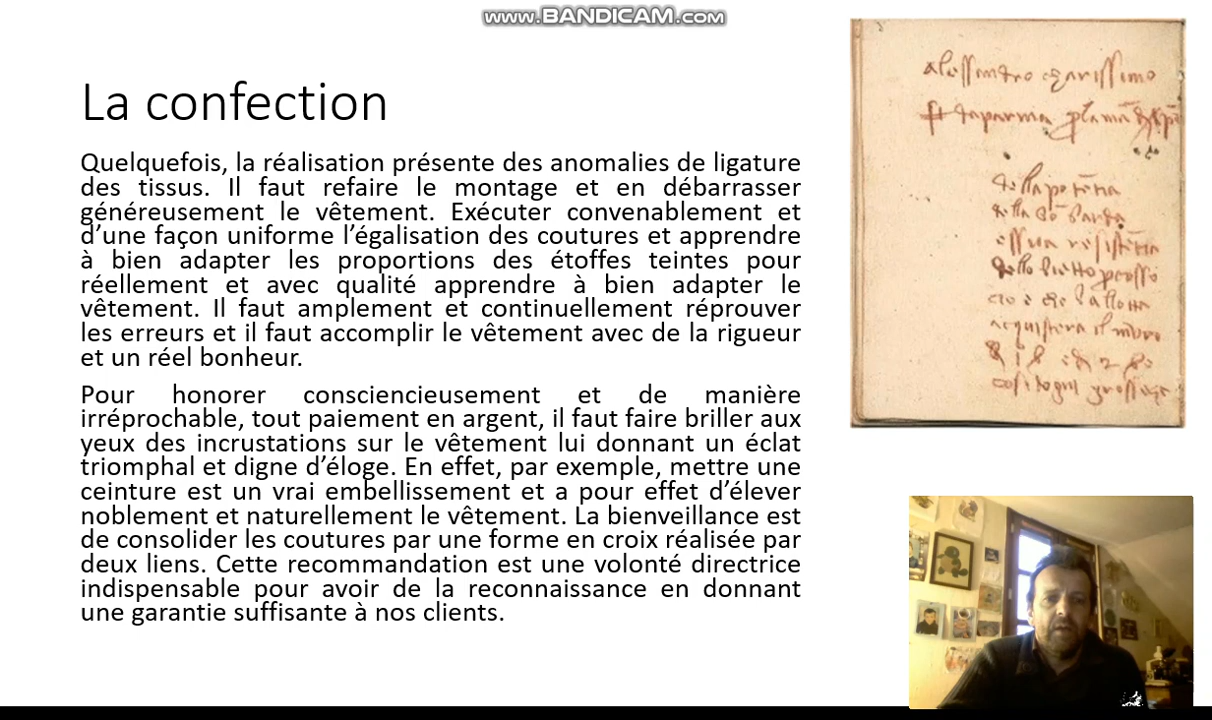 www.BANDICAM.com
La confection
Quelquefois, la réalisation présente des anomalies de ligature
des tissus. Il faut refaire le montage et en débarrasser
généreusement le vêtement. Exécuter convenablement et
d’une façon uniforme l’égalisation des coutures et apprendre
à bien adapter les proportions des étoffes teintes pour
réellement et avec qualité apprendre à bien adapter le
vêtement. Il faut amplement et continuellement réprouver
les erreurs et il faut accomplir le vêtement avec de la rigueur
et un réel bonheur.
Pour honorer consciencieusement et de manière
irréprochable, tout paiement en argent, il faut faire briller aux
yeux des incrustations sur le vêtement lui donnant un éclat
triomphal et digne d’éloge. En effet, par exemple, mettre une
ceinture est un vrai embellissement et a pour effet d’élever
noblement et naturellement le vêtement. La bienveillance est
de consolider les coutures par une forme en croix réalisée par
deux liens. Cette recommandation est une volonté directrice
indispensable pour avoir de la reconnaissance en donnant
une garantie suffisante à nos clients.